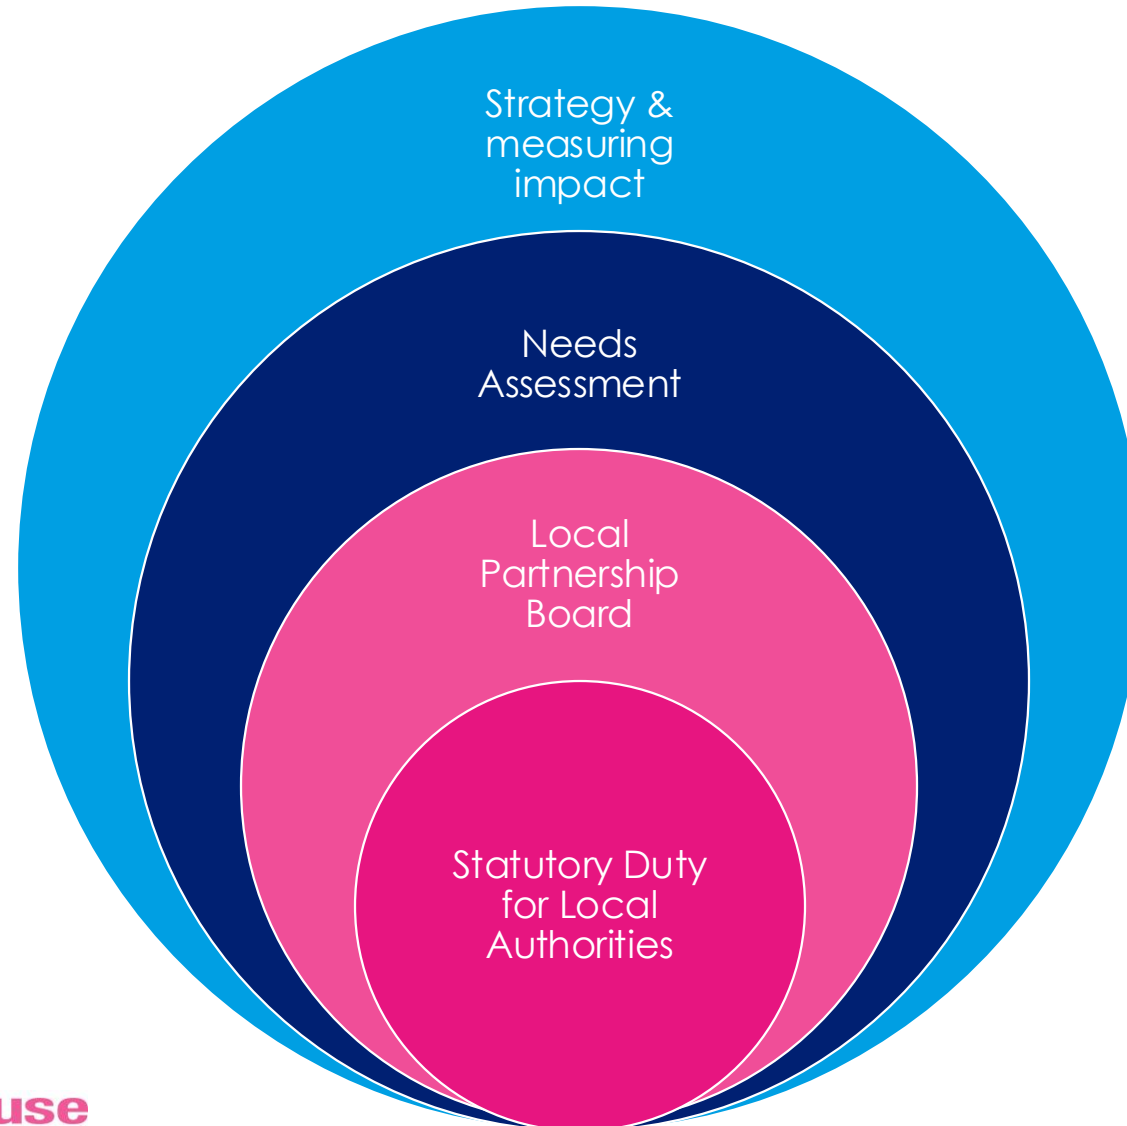 Strategy &
measuring
impact
Needs
Assessment
Local
Partnership
Board
Statutory Duty
for Local
Authorities
use